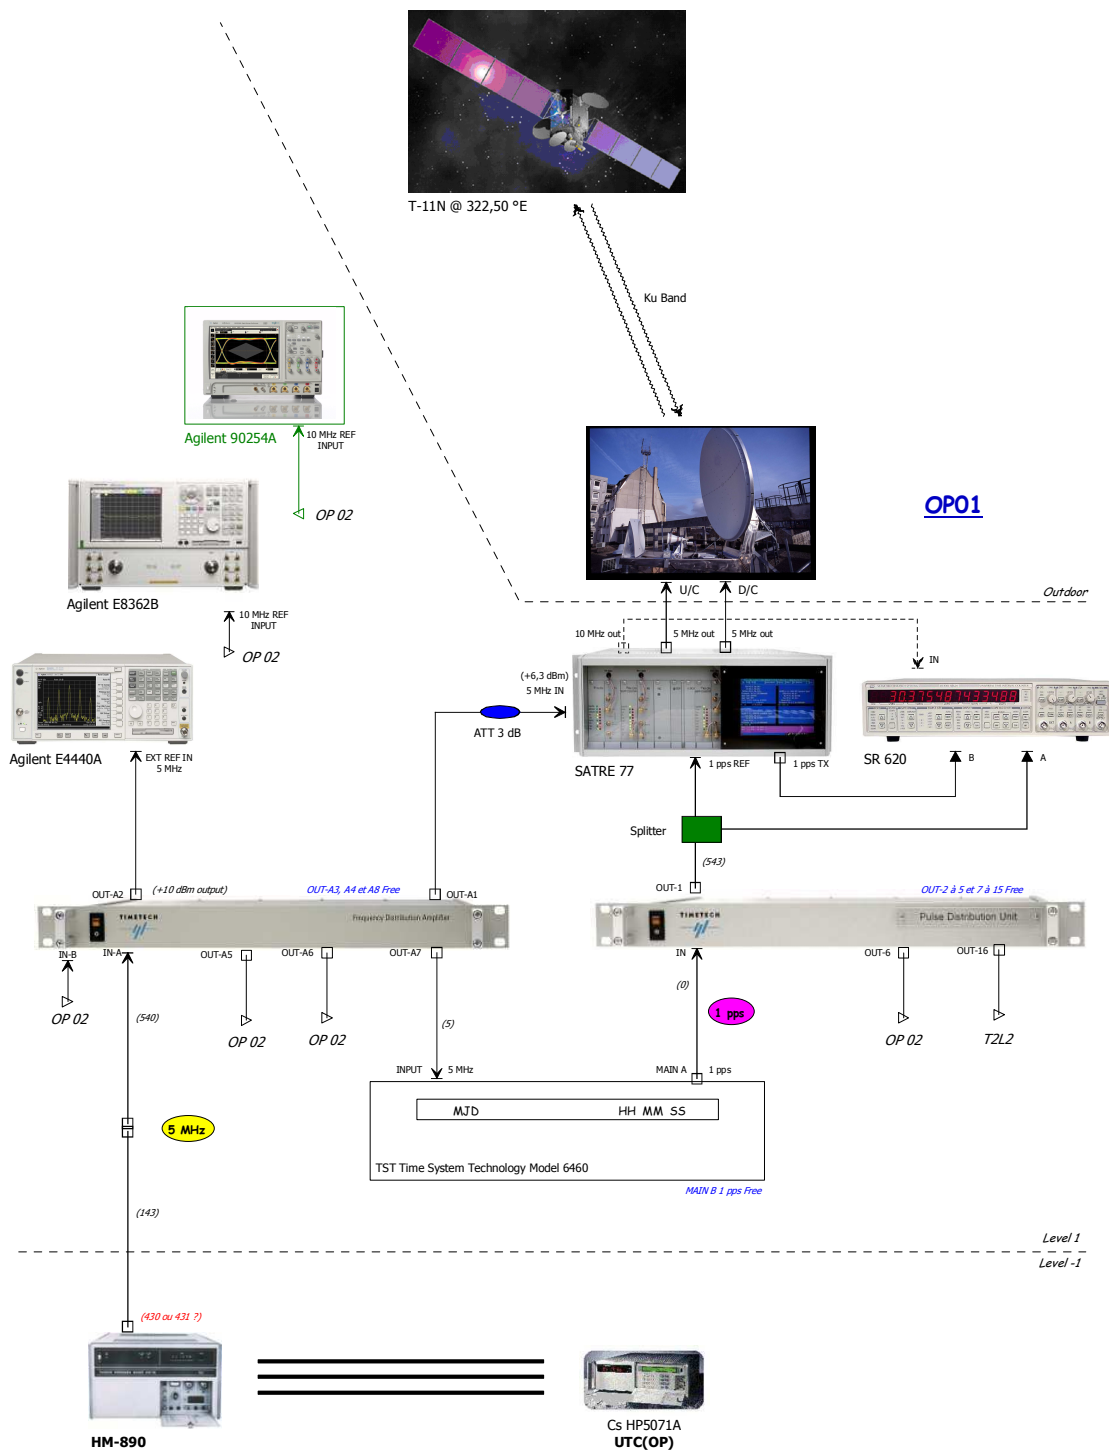 T-11N @ 322,50 °E
Ku Band
Agilent 90254A
10 MHz REF
INPUT
OP 02
OP01
Agilent E8362B
10 MHz REF
INPUT
OP 02
U/C
D/C
Outdoor
10 MHz out
5 MHz out
5 MHz out
IN
(+6,3 dBm)
5 MHz IN
ATT 3 dB
30.375487433488
Agilent E4440A
EXT REF IN
5 MHz
SATRE 77
1 pps REF
1 pps TX
SR 620
B
A
Splitter
(543)
OUT-A2
(+10 dBm output)
OUT-A3, A4 et A8 Free
OUT-A1
OUT-1
OUT-2 à 5 et 7 à 15 Free
TIMETECH
Frequency Distribution Amplifier
TIMETECH
Pulse Distribution Unit
IN-B
IN-A
OUT-A5
OUT-A6
OUT-A7
IN
OUT-6
OUT-16
(0)
OP 02
(540)
OP 02
OP 02
(5)
1 pps
OP 02
T2L2
INPUT
5 MHz
MAIN A
1 pps
MJD
HH MM SS
5 MHz
TST Time System Technology Model 6460
MAIN B 1 pps Free
(143)
Level 1
Level -1
(430 ou 431 ?)
HM-890
Cs HP5071A
UTC(OP)